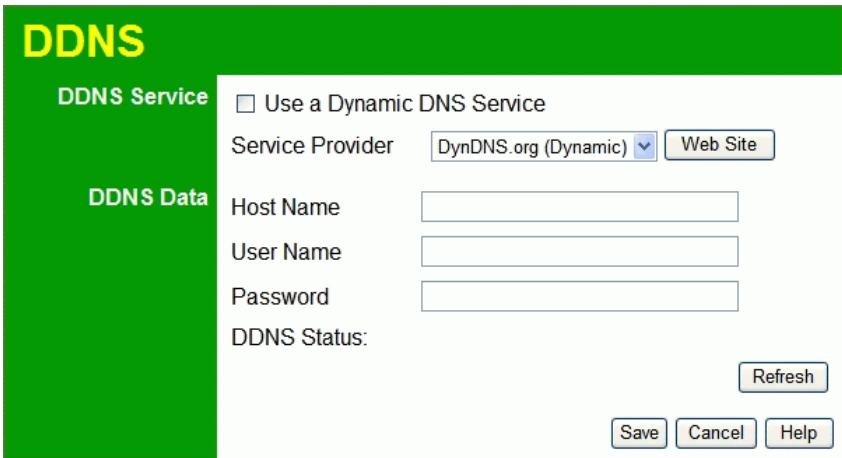 DDNS
DDNS Service
Use a Dynamic DNS Service
Service Provider DynDNS.org (Dynamic) Web Site
DDNS Data
Host Name
User Name
Password
DDNS Status:
Refresh
Save Cancel Help